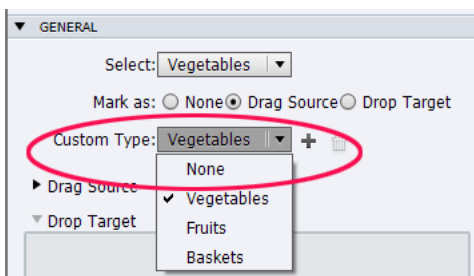 GENERAL
Select: Vegetables
Mark as: None Drag Source Drop Target
Custom Type: Vegetables
None
Drag Source
Vegetables
Drop Target
Fruits
Baskets